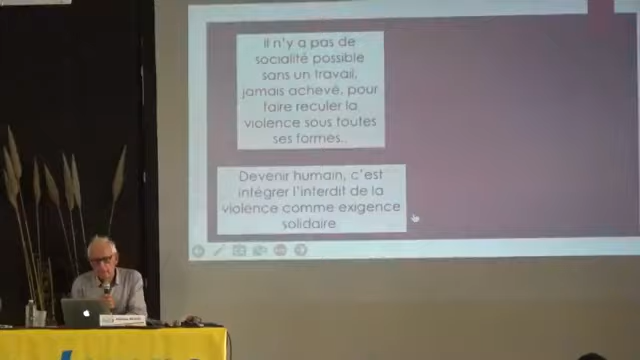 Il n'y a pas de
socialité possible
sans un travail,
jamais achevé, pour
faire reculer la
violence sous toutes
ses formes..
Devenir humain, c'est
intégrer l'interdit de la
violence comme exigence
solidaire